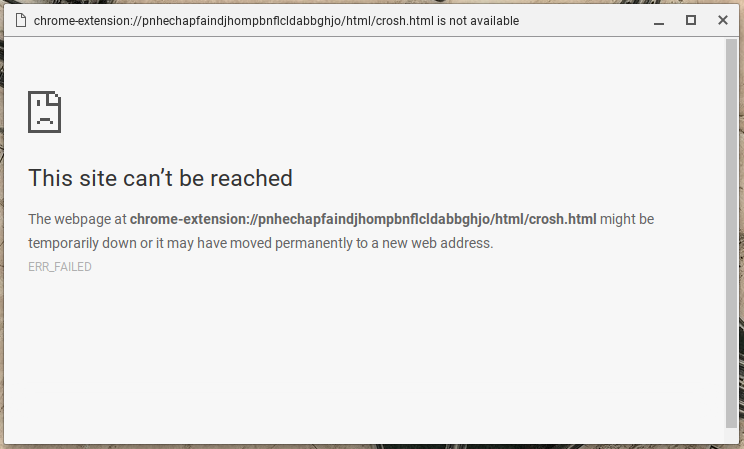 chrome-extension://pnhechapfaindjhompbnflcldabbghjo/html/crosh.html is not available
This site can’t be reached
The webpage at chrome-extension://pnhechapfaindjhompbnflcldabbghjo/html/crosh.html might be
temporarily down or it may have moved permanently to a new web address.
ERR_FAILED